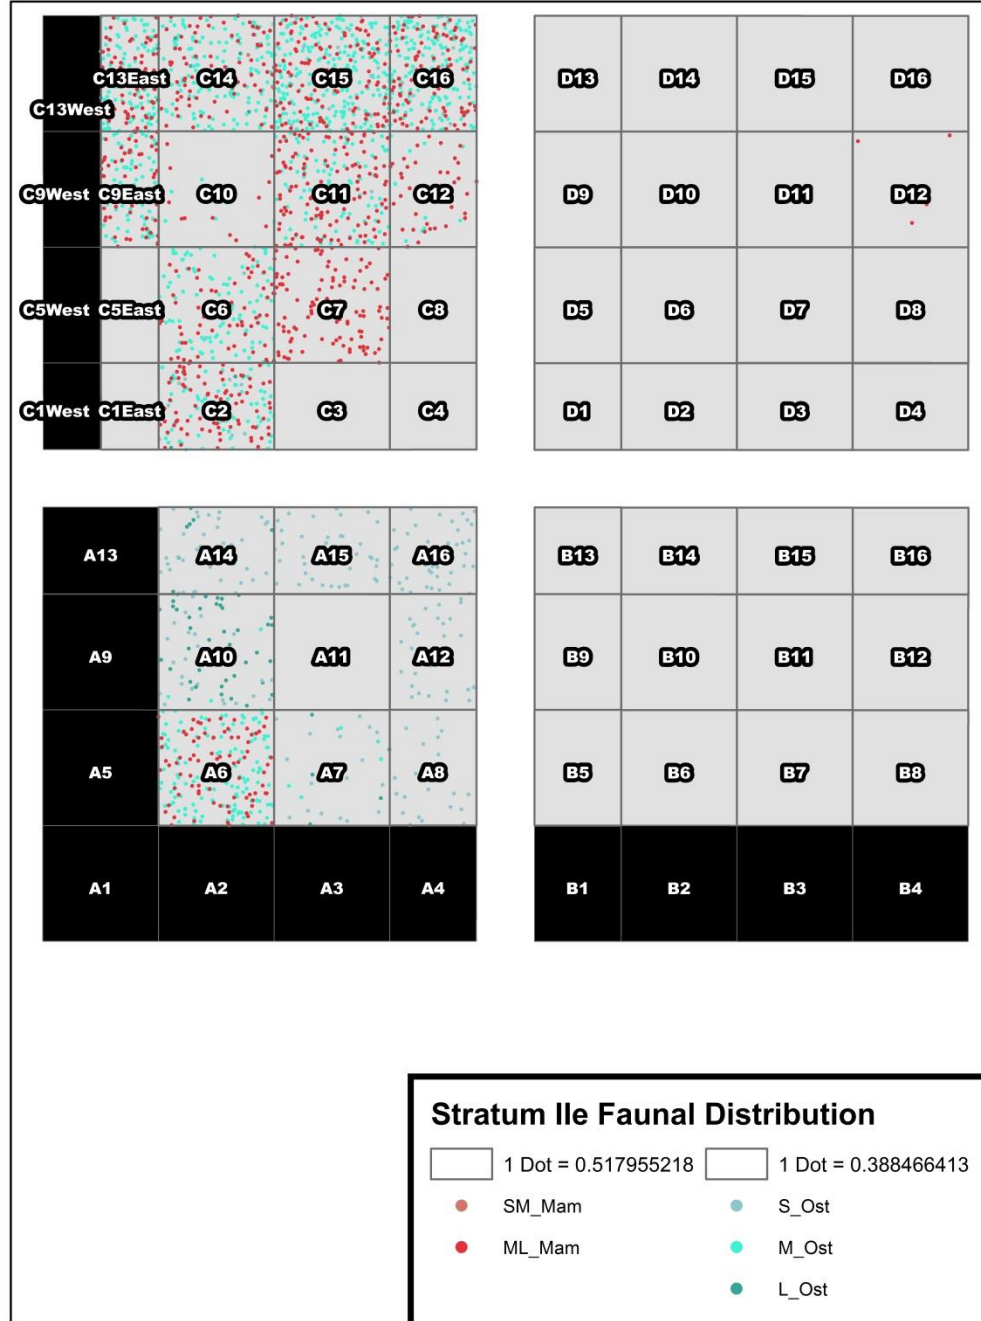 C13East C14 C15 C16 D13 D14 D15 D16
C13West
C9West C9East C10 C11 C12 D9 D10 D11 D12
C5West C5East C6 C7 C8 D5 D6 D7 D8
C1West C1East C2 C3 C4 D1 D2 D3 D4
A13 A14 A15 A16 B13 B14 B15 B16
A9 A10 A11 A12 B9 B10 B11 B12
A5 A6 A7 A8 B5 B6 B7 B8
A1 A2 A3 A4 B1 B2 B3 B4
Stratum IIe Faunal Distribution
1 Dot = 0.517955218 1 Dot = 0.388466413
SM_Mam S_Ost
ML_Mam M_Ost
L_Ost